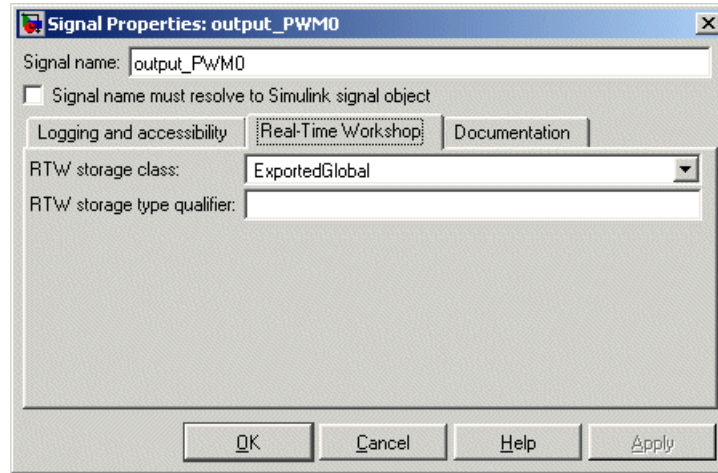 Signal Properties: output_PWM0
Signal name: output_PWM0
Signal name must resolve to Simulink signal object
Logging and accessibility Real-Time Workshop Documentation
RTW storage class: ExportedGlobal
RTW storage type qualifier:
OK Cancel Help Apply